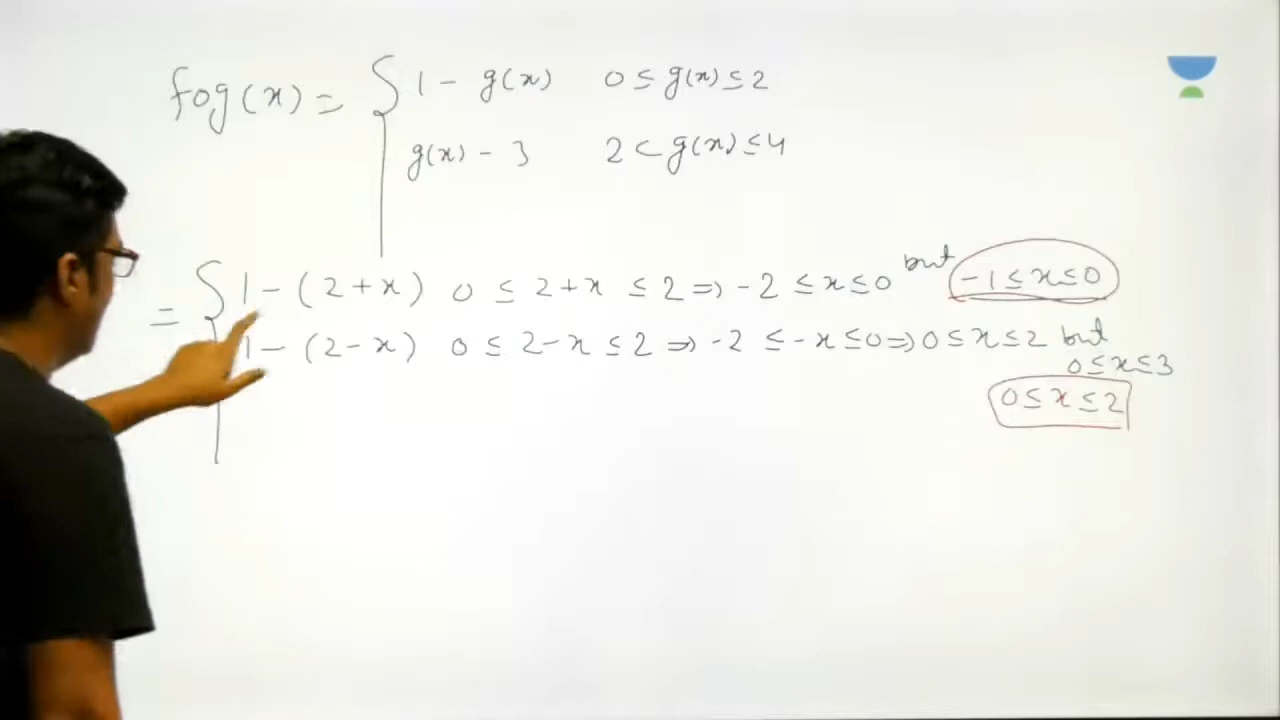 fog(x) = { 1 - g(x) 0 ≤ g(x) ≤ 2
g(x) - 3 2 < g(x) ≤ 4
= { 1 - (2+x) 0 ≤ 2+x ≤ 2 ⇒ -2 ≤ x ≤ 0 but -1 ≤ x ≤ 0
1 - (2-x) 0 ≤ 2-x ≤ 2 ⇒ -2 ≤ -x ≤ 0 ⇒ 0 ≤ x ≤ 2 but
0 ≤ x ≤ 3
0 ≤ x ≤ 2